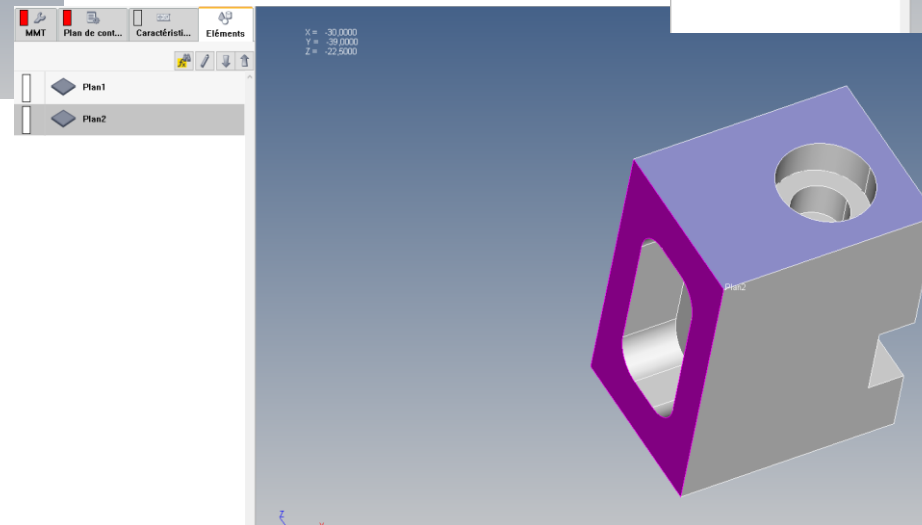 MMT
Plan de cont...
Caractéristi...
Eléments
X = -30,0000
Y = -39,0000
Z = -22,5000
Plan1
Plan2
Plan2
Z